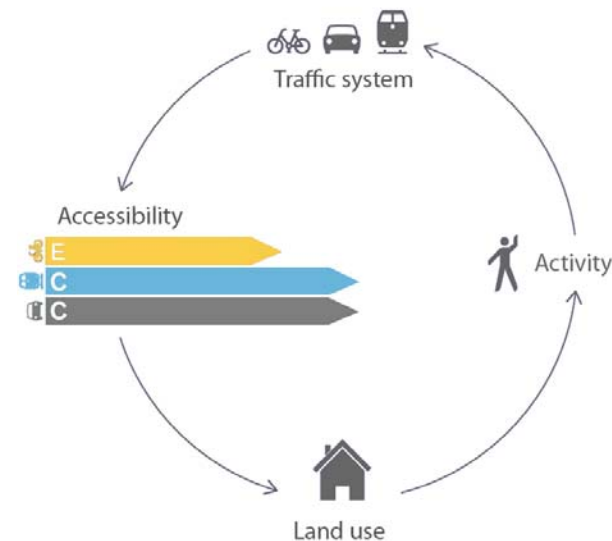 Traffic system
Accessibility
E
C
C
Activity
Land use